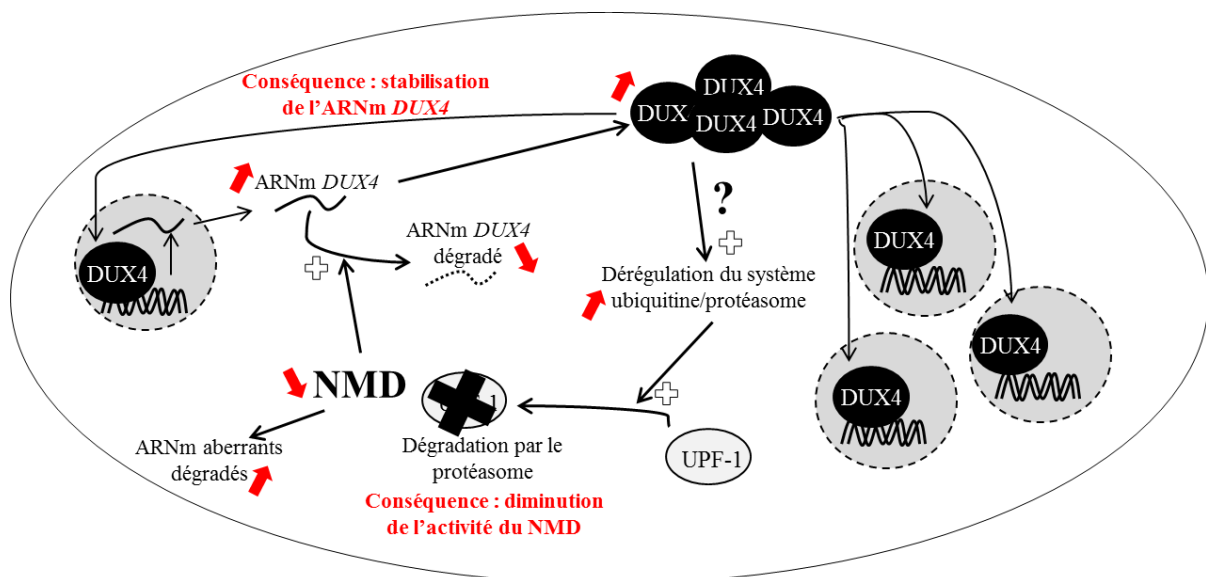 Conséquence : stabilisation
de l'ARNm DUX4
DUX4
DUX
DUX4
DUX4
ARNm DUX4
?
ARNm DUX4
dégradé
DUX4
DUX4
Dérégulation du système
ubiquitine/protéasome
DUX4
DUX4
NMD
ARNm aberrants
dégradés
Dégradation par le
protéasome
UPF-1
Conséquence : diminution
de l'activité du NMD